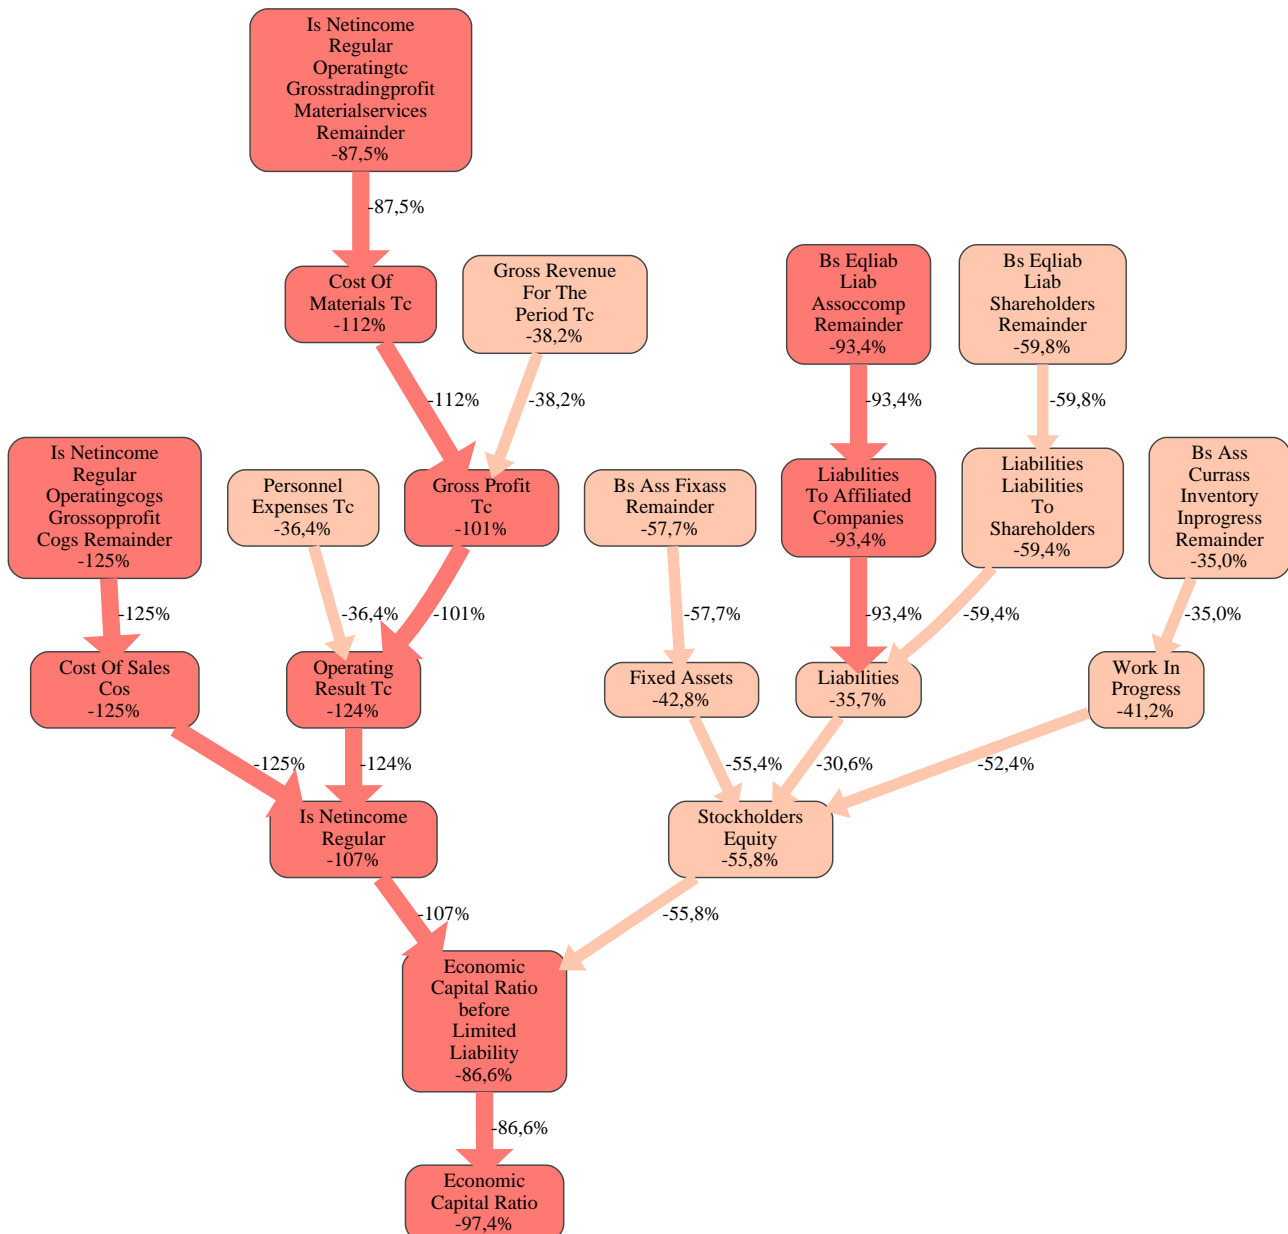 Is Netincome
Regular
Operatingtc
Grosstradingprofit
Materialservices
Remainder
-87,5%
-87,5%
Cost Of
Materials Tc
-112%
Gross Revenue
For The
Period Tc
-38,2%
Bs Eqliab
Liab
Assoccomp
Remainder
-93,4%
Bs Eqliab
Liab
Shareholders
Remainder
-59,8%
-112%
-38,2%
-93,4%
-59,8%
Is Netincome
Regular
Operatingcogs
Grossopprofit
Cogs Remainder
-125%
Personnel
Expenses Tc
-36,4%
Gross Profit
Tc
-101%
Bs Ass Fixass
Remainder
-57,7%
Liabilities
To Affiliated
Companies
-93,4%
Liabilities
Liabilities
To
Shareholders
-59,4%
Bs Ass
Currass
Inventory
Inprogress
Remainder
-35,0%
-125%
-36,4%
-101%
-57,7%
-93,4%
-59,4%
-35,0%
Cost Of Sales
Cos
-125%
Operating
Result Tc
-124%
Fixed Assets
-42,8%
Liabilities
-35,7%
Work In
Progress
-41,2%
-125%
-124%
-55,4%
-30,6%
-52,4%
Is Netincome
Regular
-107%
Stockholders
Equity
-55,8%
-107%
-55,8%
Economic
Capital Ratio
before
Limited
Liability
-86,6%
-86,6%
Economic
Capital Ratio
-97,4%